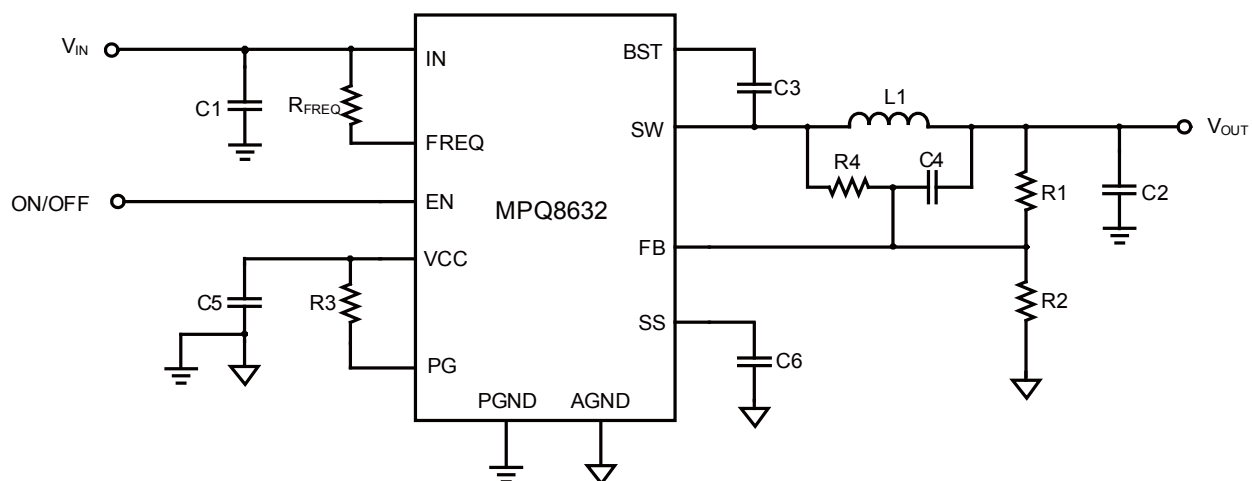 VIN
C1
RFREQ
ON/OFF
C5
R3
IN
FREQ
EN
VCC
PG
MPQ8632
PGND
AGND
BST
SW
FB
SS
C3
L1
R4
C4
R1
R2
C2
C6
VOUT